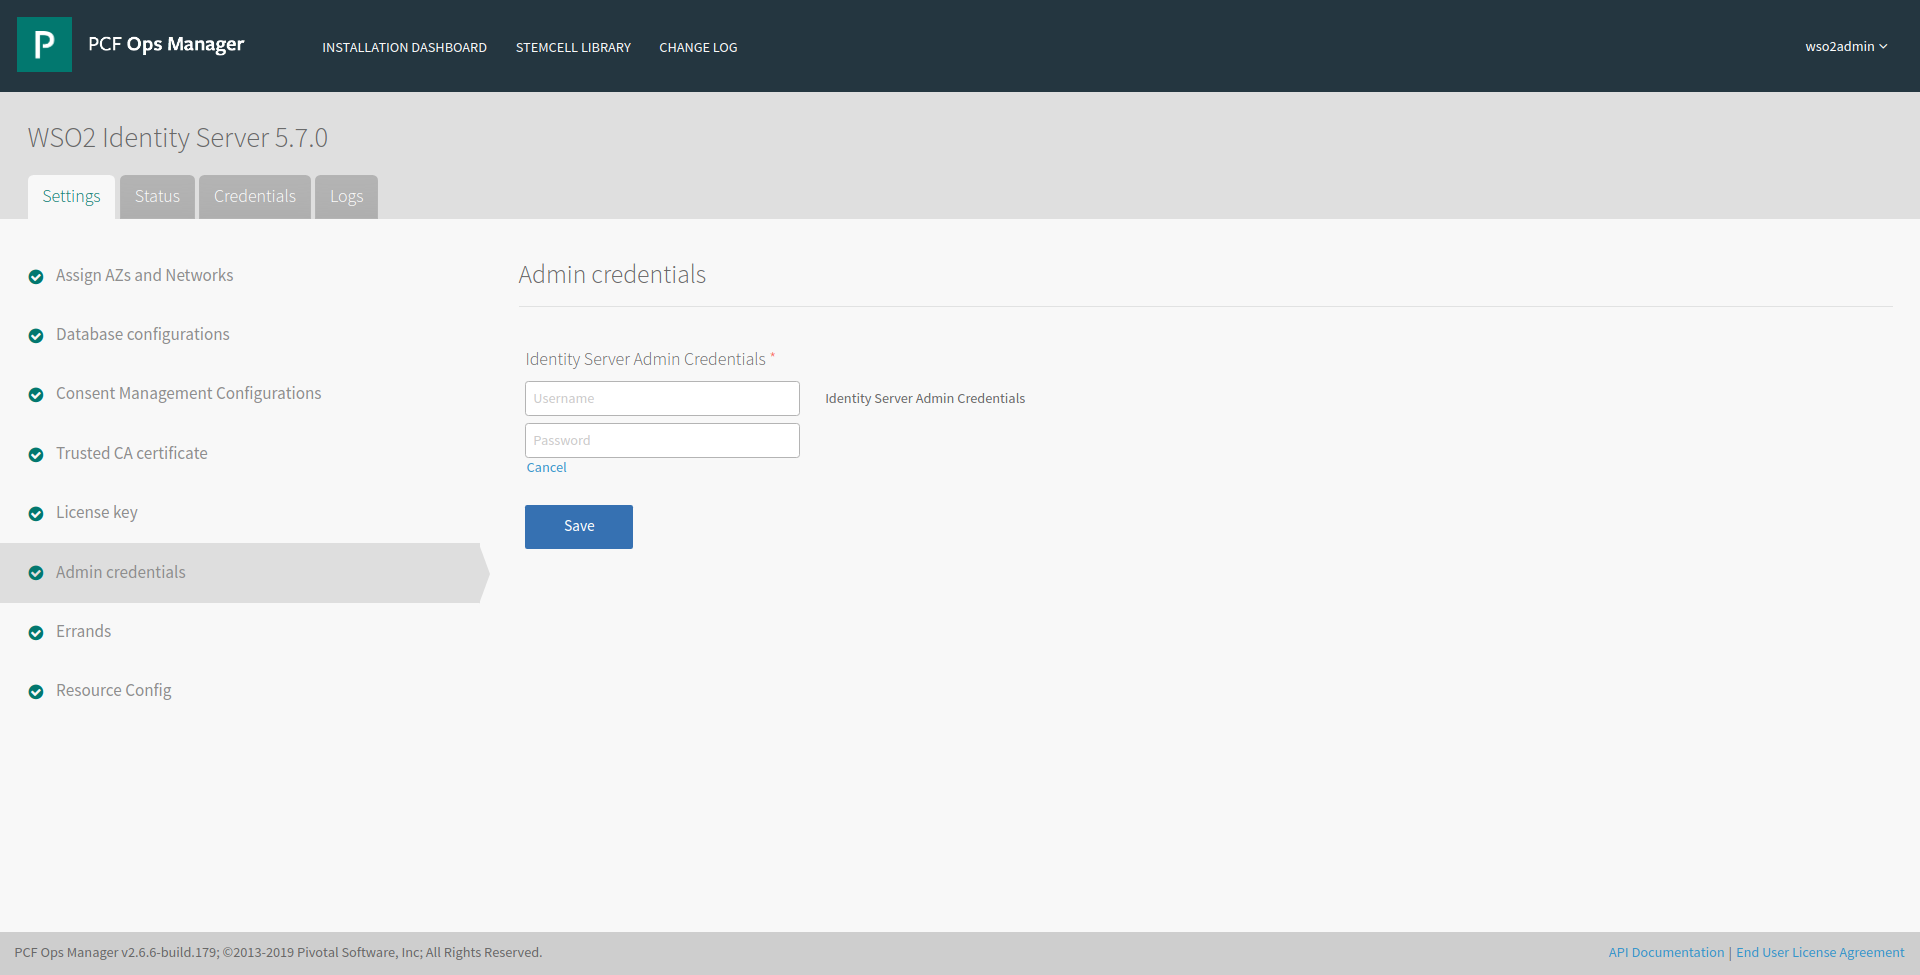 P PCF Ops Manager INSTALLATION DASHBOARD STEMCELL LIBRARY CHANGE LOG wso2admin
WSO2 Identity Server 5.7.0
Settings Status Credentials Logs
Assign AZs and Networks
Database configurations
Consent Management Configurations
Trusted CA certificate
License key
Admin credentials
Errands
Resource Config
Admin credentials
Identity Server Admin Credentials *
Username
Identity Server Admin Credentials
Password
Cancel
Save
PCF Ops Manager v2.6.6-build.179; ©2013-2019 Pivotal Software, Inc; All Rights Reserved.
API Documentation | End User License Agreement